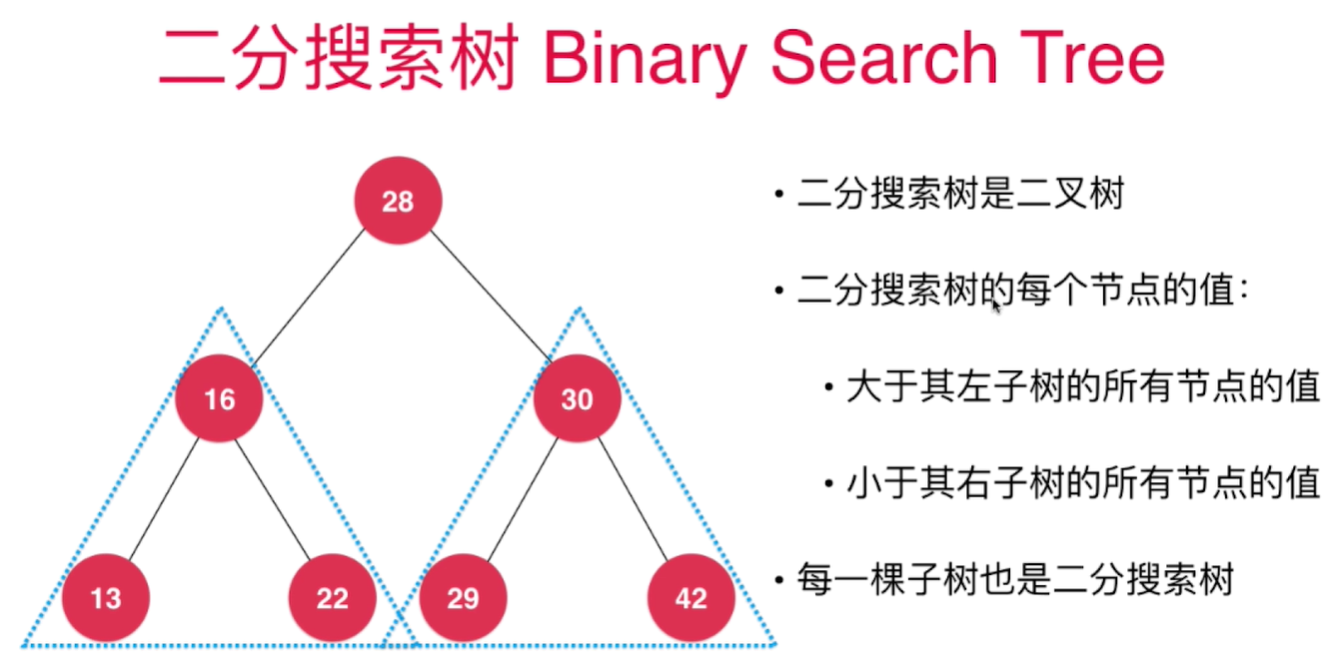 二分搜索树 Binary Search Tree
28
16
30
13
22
29
42
• 二分搜索树是二叉树
• 二分搜索树的每个节点的值：
• 大于其左子树的所有节点的值
• 小于其右子树的所有节点的值
• 每一棵子树也是二分搜索树